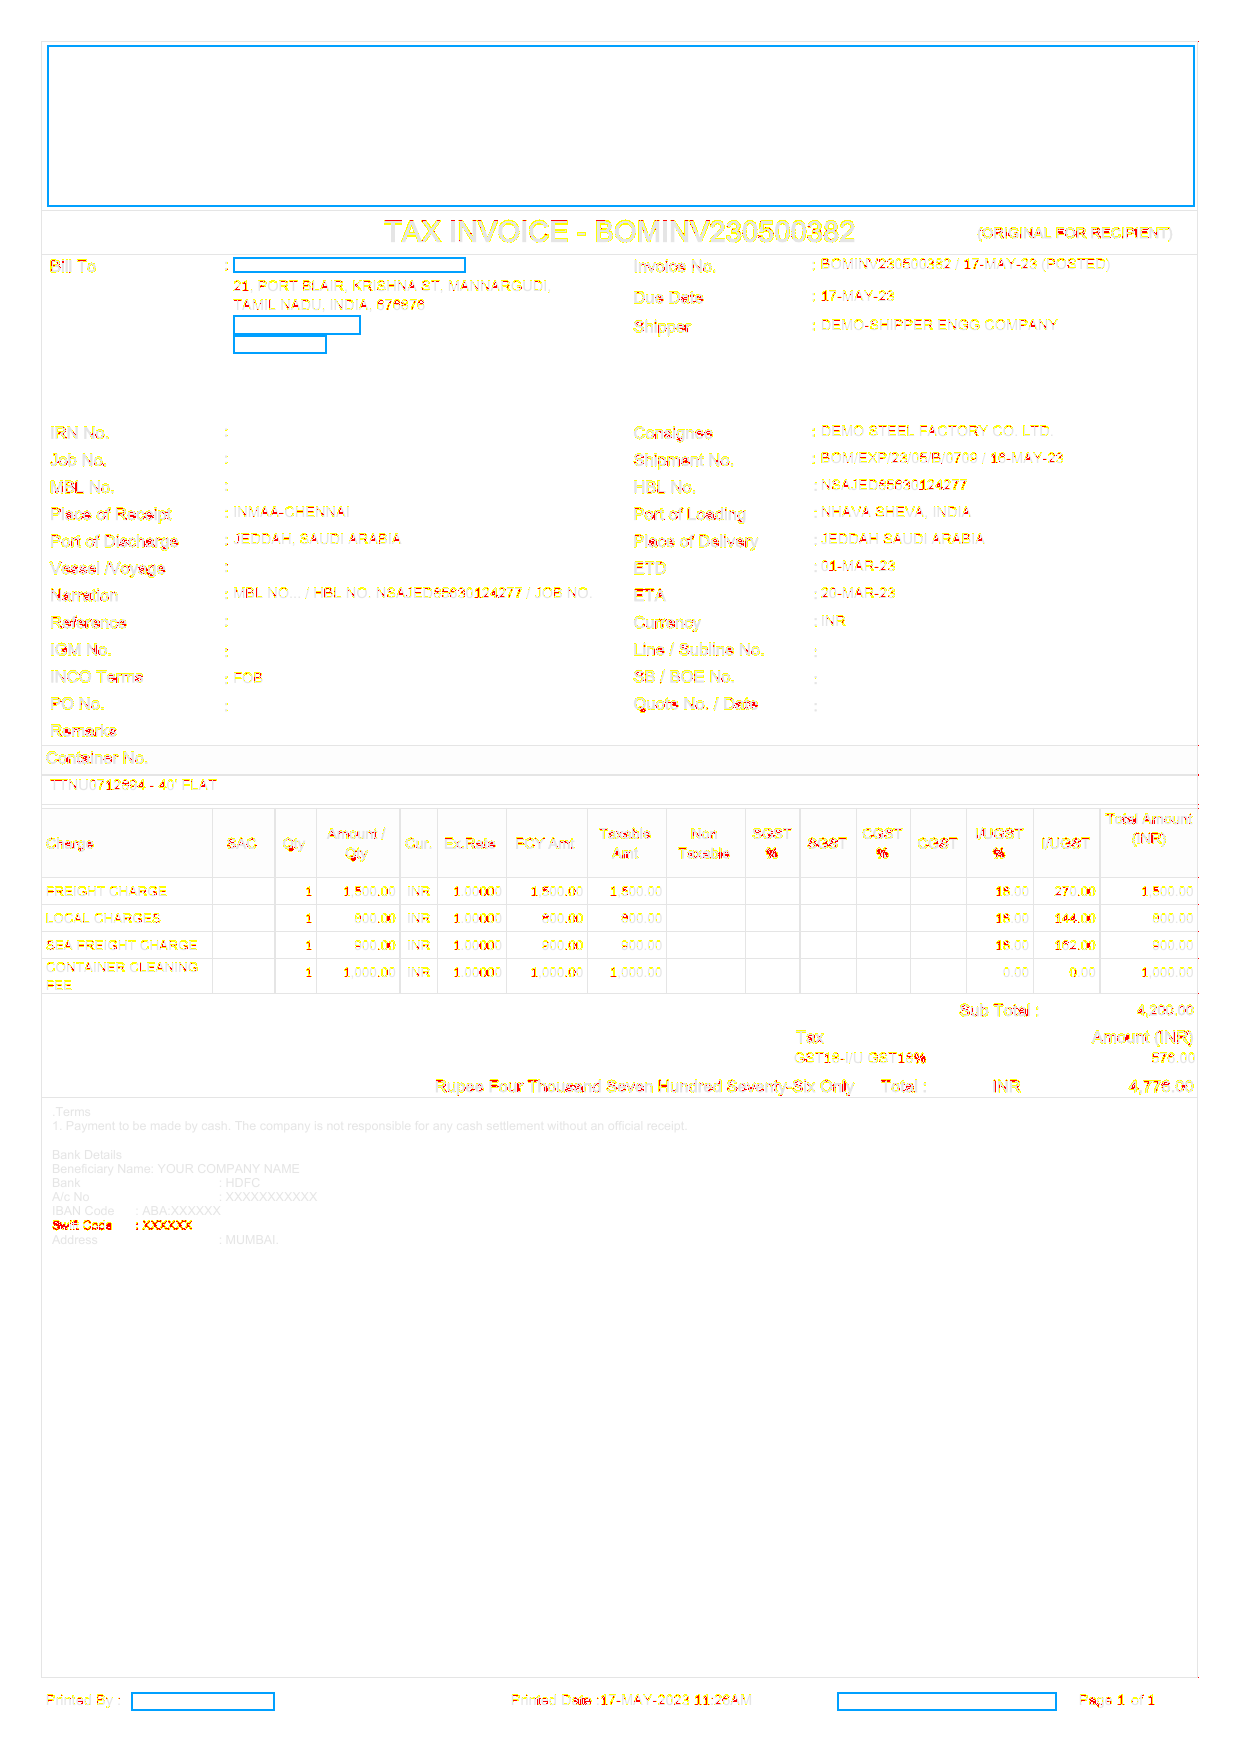 TAX INVOICE - BOMINV230500382
(ORIGINAL FOR RECIPIENT)
Bill To :
21, PORT BLAIR, KRISHNA ST, MANNARGUDI,
TAMIL NADU, INDIA, 676976
Invoice No. : BOMINV230500382 / 17-MAY-23 (POSTED)
Due Date : 17-MAY-23
Shipper : DEMO-SHIPPER ENGG COMPANY
IRN No. : Consignee : DEMO STEEL FACTORY CO. LTD.
Job No. : Shipment No. : BOM/EXP/23/05/B/0709 / 16-MAY-23
MBL No. : HBL No. : NSAJED65630124277
Place of Receipt : INMAA-CHENNAI Port of Loading : NHAVA SHEVA, INDIA
Port of Discharge : JEDDAH, SAUDI ARABIA Place of Delivery : JEDDAH SAUDI ARABIA
Vessel /Voyage : ETD : 01-MAR-23
Narration : MBL NO... / HBL NO. NSAJED65630124277 / JOB NO. ETA : 20-MAR-23
Reference : Currency : INR
IGM No. : Line / Subline No. :
INCO Terms : FOB SB / BOE No. :
PO No. : Quote No. / Date :
Remarks
Container No.
TTNU0712694 - 40' FLAT
Charge SAC Qty Amount / Qty Curr. Ex.Rate FCY Amt Taxable Amt Non Taxable SGST % SGST CGST % CGST I/UGST % I/UGST Total Amount (INR)
FREIGHT CHARGE 1 1,500.00 INR 1.00000 1,500.00 1,500.00 18.00 270.00 1,500.00
LOCAL CHARGES 1 800.00 INR 1.00000 800.00 800.00 18.00 144.00 800.00
SEA FREIGHT CHARGE 1 900.00 INR 1.00000 900.00 900.00 18.00 162.00 900.00
CONTAINER CLEANING FEE 1 1,000.00 INR 1.00000 1,000.00 1,000.00 0.00 0.00 1,000.00
Sub Total : 4,200.00
Tax Amount (INR)
GST18-I/U GST18% 576.00
Rupee Four Thousand Seven Hundred Seventy-Six Only Total : INR 4,776.00
.Terms
1. Payment to be made by cash. The company is not responsible for any cash settlement without an official receipt.
Bank Details
Beneficiary Name: YOUR COMPANY NAME
Bank : HDFC
A/c No : XXXXXXXXXXX
IBAN Code : ABA:XXXXXX
Swift Code : XXXXXX
Address : MUMBAI.
Printed By : Printed Date :17-MAY-2023 11:26AM Page 1 of 1